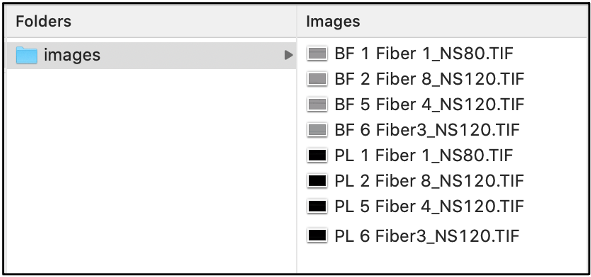 Folders
images
Images
BF 1 Fiber 1_NS80.TIF
BF 2 Fiber 8_NS120.TIF
BF 5 Fiber 4_NS120.TIF
BF 6 Fiber3_NS120.TIF
PL 1 Fiber 1_NS80.TIF
PL 2 Fiber 8_NS120.TIF
PL 5 Fiber 4_NS120.TIF
PL 6 Fiber3_NS120.TIF